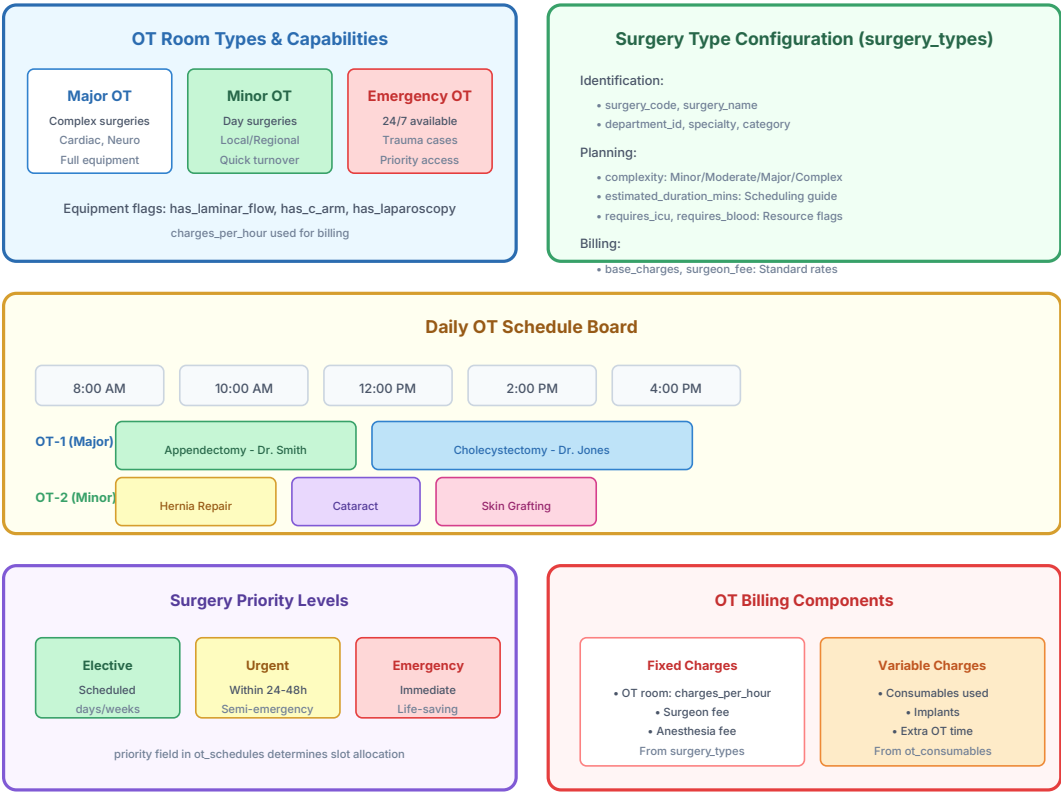 OT Room Types & Capabilities
Major OT
Complex surgeries
Cardiac, Neuro
Full equipment
Minor OT
Day surgeries
Local/Regional
Quick turnover
Emergency OT
24/7 available
Trauma cases
Priority access
Equipment flags: has_laminar_flow, has_c_arm, has_laparoscopy
charges_per_hour used for billing
Surgery Type Configuration (surgery_types)
Identification:
• surgery_code, surgery_name
• department_id, specialty, category
Planning:
• complexity: Minor/Moderate/Major/Complex
• estimated_duration_mins: Scheduling guide
• requires_icu, requires_blood: Resource flags
Billing:
• base_charges, surgeon_fee: Standard rates
Daily OT Schedule Board
8:00 AM
10:00 AM
12:00 PM
2:00 PM
4:00 PM
OT-1 (Major)
Appendectomy - Dr. Smith
Cholecystectomy - Dr. Jones
OT-2 (Minor)
Hernia Repair
Cataract
Skin Grafting
Surgery Priority Levels
Elective
Scheduled
days/weeks
Urgent
Within 24-48h
Semi-emergency
Emergency
Immediate
Life-saving
priority field in ot_schedules determines slot allocation
OT Billing Components
Fixed Charges
• OT room: charges_per_hour
• Surgeon fee
• Anesthesia fee
From surgery_types
Variable Charges
• Consumables used
• Implants
• Extra OT time
From ot_consumables